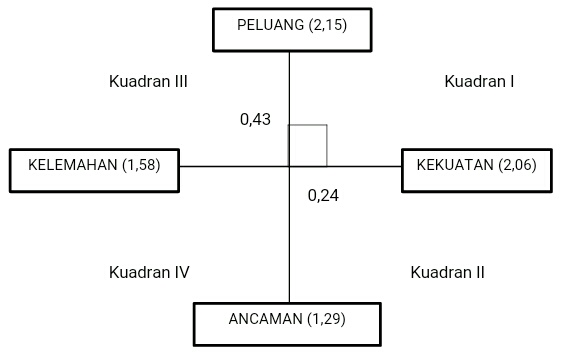 PELUANG (2,15)
Kuadran III
Kuadran I
0,43
KELEMAHAN (1,58)
KEKUATAN (2,06)
0,24
Kuadran IV
Kuadran II
ANCAMAN (1,29)